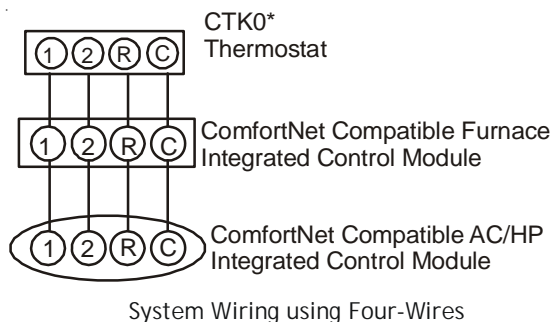 CTK0*
Thermostat
1 2 R C
ComfortNet Compatible Furnace
Integrated Control Module
1 2 R C
ComfortNet Compatible AC/HP
Integrated Control Module
1 2 R C
System Wiring using Four-Wires